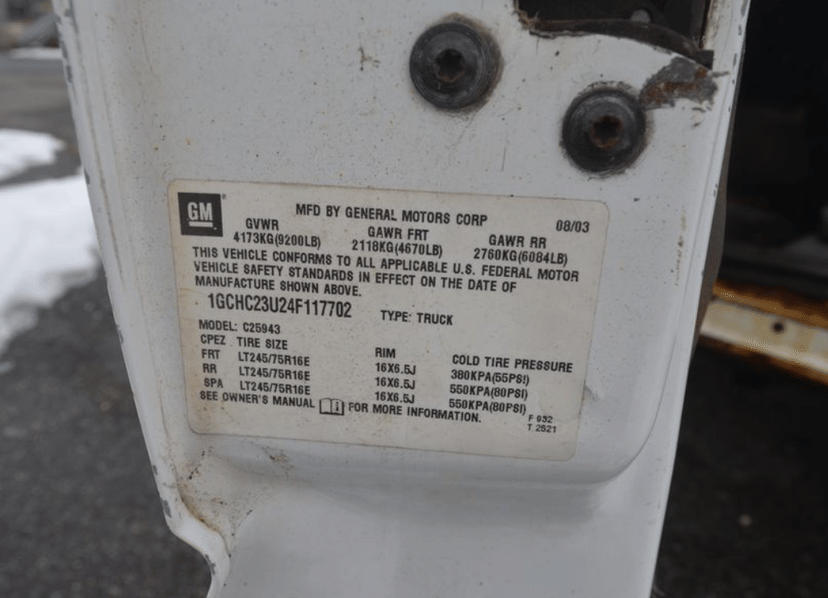 GM
MFD BY GENERAL MOTORS CORP 08/03
GVWR GAWR FRT GAWR RR
4173KG(9200LB) 2118KG(4670LB) 2760KG(6084LB)
THIS VEHICLE CONFORMS TO ALL APPLICABLE U.S. FEDERAL MOTOR
VEHICLE SAFETY STANDARDS IN EFFECT ON THE DATE OF
MANUFACTURE SHOWN ABOVE.
1GCHC23U24F117702 TYPE: TRUCK
MODEL: C25943
CPEZ TIRE SIZE RIM COLD TIRE PRESSURE
FRT LT245/75R16E 16X6.5J 380KPA(55PSI)
RR LT245/75R16E 16X6.5J 550KPA(80PSI)
SPA LT245/75R16E 16X6.5J 550KPA(80PSI)
SEE OWNER'S MANUAL FOR MORE INFORMATION.
F 932
T 2521